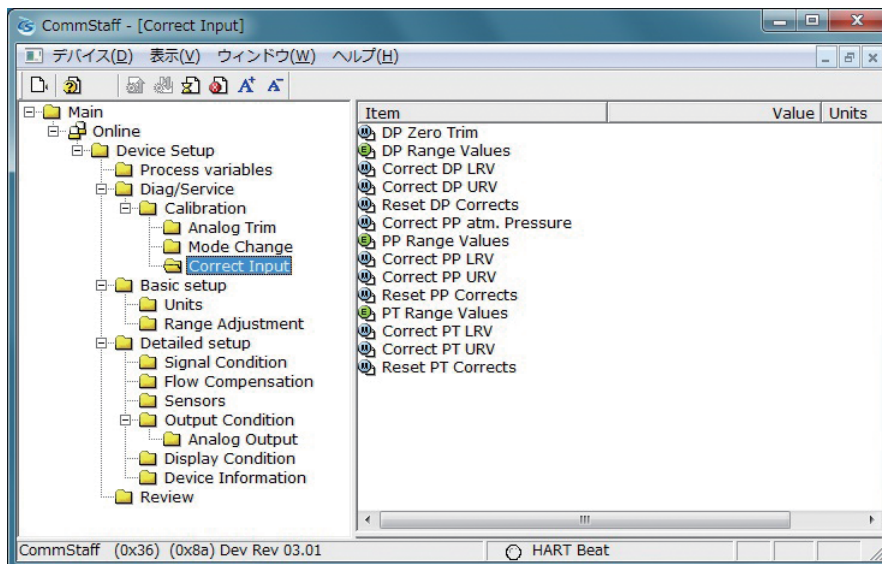 CommStaff - [Correct Input]
デバイス(D) 表示(V) ウィンドウ(W) ヘルプ(H)
A+ A-
Main
Online
Device Setup
Process variables
Diag/Service
Calibration
Analog Trim
Mode Change
Correct Input
Basic setup
Units
Range Adjustment
Detailed setup
Signal Condition
Flow Compensation
Sensors
Output Condition
Analog Output
Display Condition
Device Information
Review
Item Value Units
DP Zero Trim
DP Range Values
Correct DP LRV
Correct DP URV
Reset DP Corrects
Correct PP atm. Pressure
PP Range Values
Correct PP LRV
Correct PP URV
Reset PP Corrects
PT Range Values
Correct PT LRV
Correct PT URV
Reset PT Corrects
CommStaff (0x36) (0x8a) Dev Rev 03.01 HART Beat